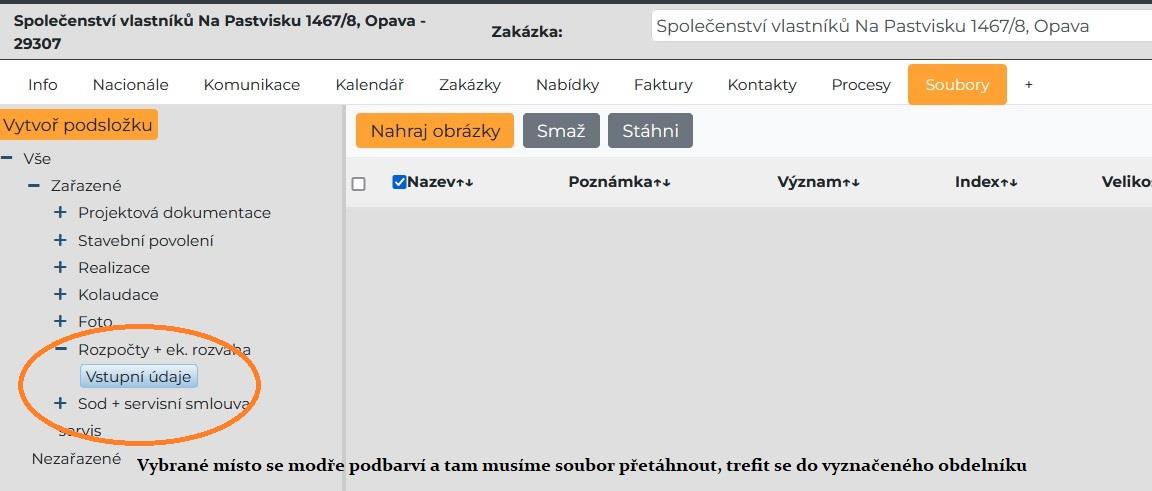 Společenství vlastníků Na Pastvisku 1467/8, Opava -
29307
Zakázka:
Společenství vlastníků Na Pastvisku 1467/8, Opava
Info Nacionále Komunikace Kalendář Zakázky Nabídky Faktury Kontakty Procesy Soubory +
Vytvoř podsložku
Nahraj obrázky Smaž Stáhni
Nazev↑↓ Poznámka↑↓ Význam↑↓ Index↑↓ Veliko
Vše
Zařazené
Projektová dokumentace
Stavební povolení
Realizace
Kolaudace
Foto
Rozpočty + ek. rozvaha
Vstupní údaje
Sod + servisní smlouva
servis
Nezařazené
Vybrané místo se modře podbarví a tam musíme soubor přetáhnout, trefit se do vyznačeného obdelníku